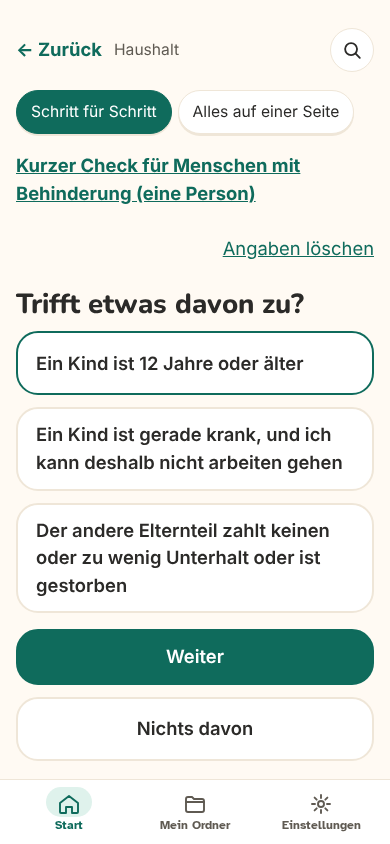 ← Zurück Haushalt
Schritt für Schritt Alles auf einer Seite
Kurzer Check für Menschen mit
Behinderung (eine Person)
Angaben löschen
Trifft etwas davon zu?
Ein Kind ist 12 Jahre oder älter
Ein Kind ist gerade krank, und ich
kann deshalb nicht arbeiten gehen
Der andere Elternteil zahlt keinen
oder zu wenig Unterhalt oder ist
gestorben
Weiter
Nichts davon
Start Mein Ordner Einstellungen